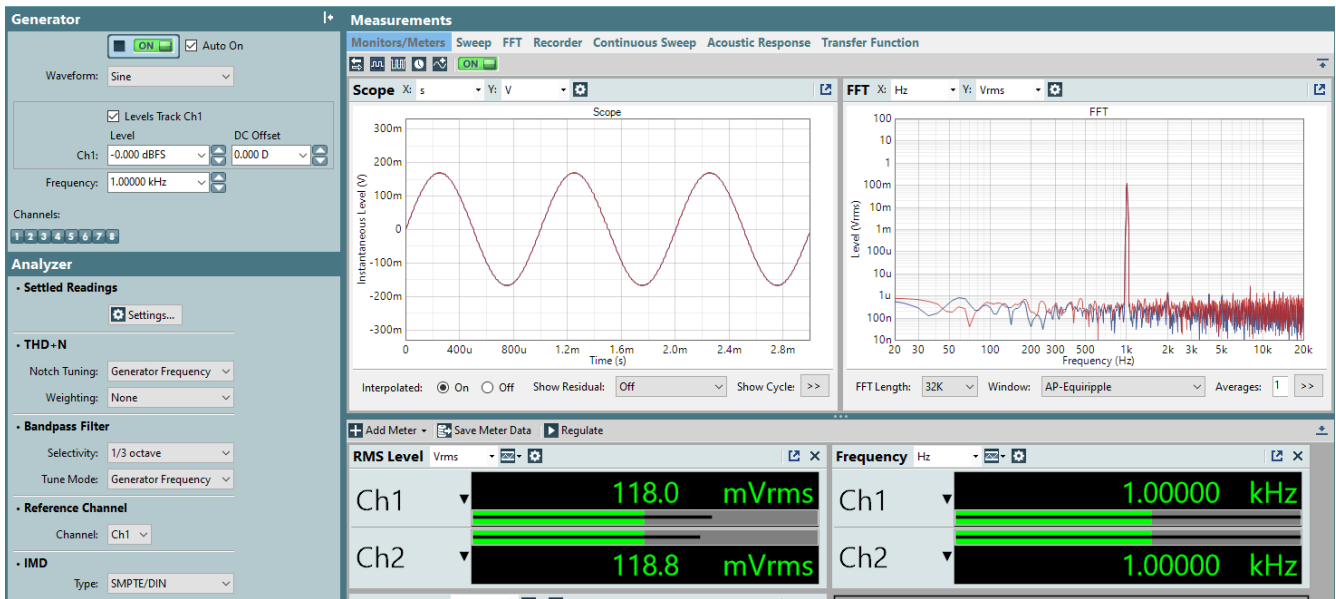 Generator
ON Auto On
Waveform: Sine
Levels Track Ch1
Level DC Offset
Ch1: -0.000 dBFS 0.000 D
Frequency: 1.00000 kHz
Channels:
1 2 3 4 5 6 7 8
Analyzer
Settled Readings
Settings...
THD+N
Notch Tuning: Generator Frequency
Weighting: None
Bandpass Filter
Selectivity: 1/3 octave
Tune Mode: Generator Frequency
Reference Channel
Channel: Ch1
IMD
Type: SMPTE/DIN
Measurements
Monitors/Meters Sweep FFT Recorder Continuous Sweep Acoustic Response Transfer Function
ON
Scope X: s Y: V
Scope
Instantaneous Level (V)
300m
200m
100m
0
-100m
-200m
-300m
0 400u 800u 1.2m 1.6m 2.0m 2.4m 2.8m
Time (s)
Interpolated: On Off Show Residual: Off Show Cycle: >>
FFT X: Hz Y: Vrms
FFT
Level (Vrms)
100
10
1
100m
10m
1m
100u
10u
1u
100n
10n
20 30 50 100 200 300 500 1k 2k 3k 5k 10k 20k
Frequency (Hz)
FFT Length: 32K Window: AP-Equiripple Averages: 1 >>
Add Meter Save Meter Data Regulate
RMS Level Vrms
Ch1 118.0 mVrms
Ch2 118.8 mVrms
Frequency Hz
Ch1 1.00000 kHz
Ch2 1.00000 kHz